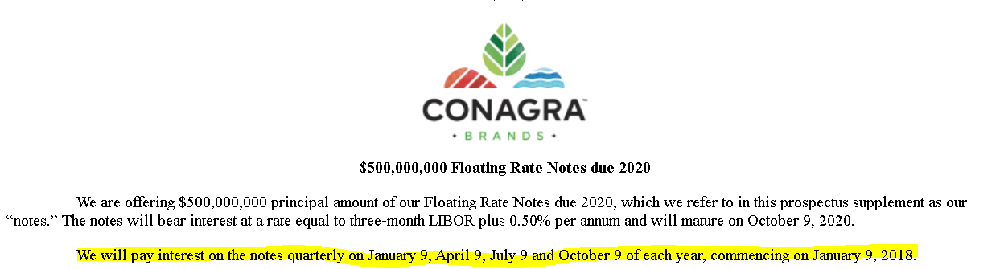 CONAGRA™
• BRANDS •
$500,000,000 Floating Rate Notes due 2020
We are offering $500,000,000 principal amount of our Floating Rate Notes due 2020, which we refer to in this prospectus supplement as our
“notes.” The notes will bear interest at a rate equal to three-month LIBOR plus 0.50% per annum and will mature on October 9, 2020.
We will pay interest on the notes quarterly on January 9, April 9, July 9 and October 9 of each year, commencing on January 9, 2018.